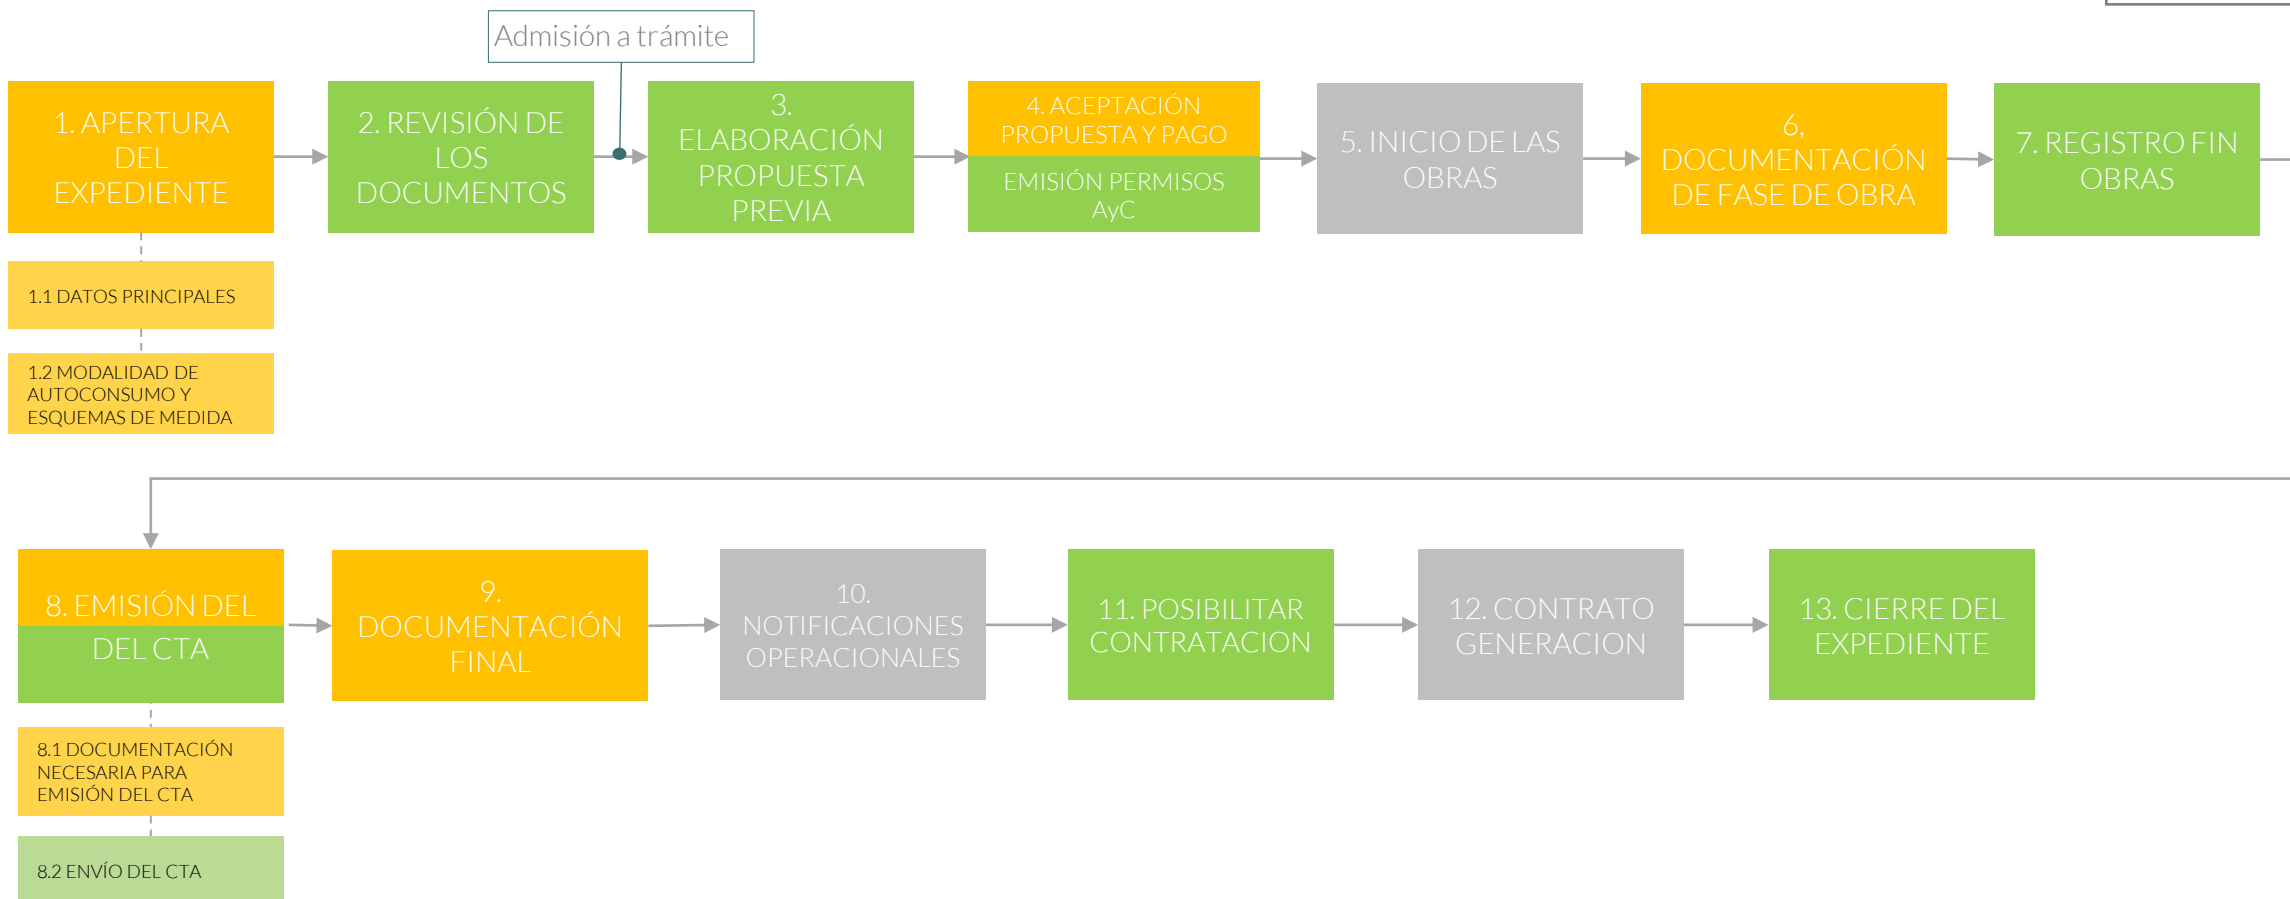 Admisión a trámite
1. APERTURA
DEL
EXPEDIENTE
2. REVISIÓN DE
LOS
DOCUMENTOS
3.
ELABORACIÓN
PROPUESTA
PREVIA
4. ACEPTACIÓN
PROPUESTA Y PAGO
EMISIÓN PERMISOS
AyC
5. INICIO DE LAS
OBRAS
6,
DOCUMENTACIÓN
DE FASE DE OBRA
7. REGISTRO FIN
OBRAS
1.1 DATOS PRINCIPALES
1.2 MODALIDAD DE
AUTOCONSUMO Y
ESQUEMAS DE MEDIDA
8. EMISIÓN DEL
DEL CTA
9.
DOCUMENTACIÓN
FINAL
10.
NOTIFICACIONES
OPERACIONALES
11. POSIBILITAR
CONTRATACION
12. CONTRATO
GENERACION
13. CIERRE DEL
EXPEDIENTE
8.1 DOCUMENTACIÓN
NECESARIA PARA
EMISIÓN DEL CTA
8.2 ENVÍO DEL CTA